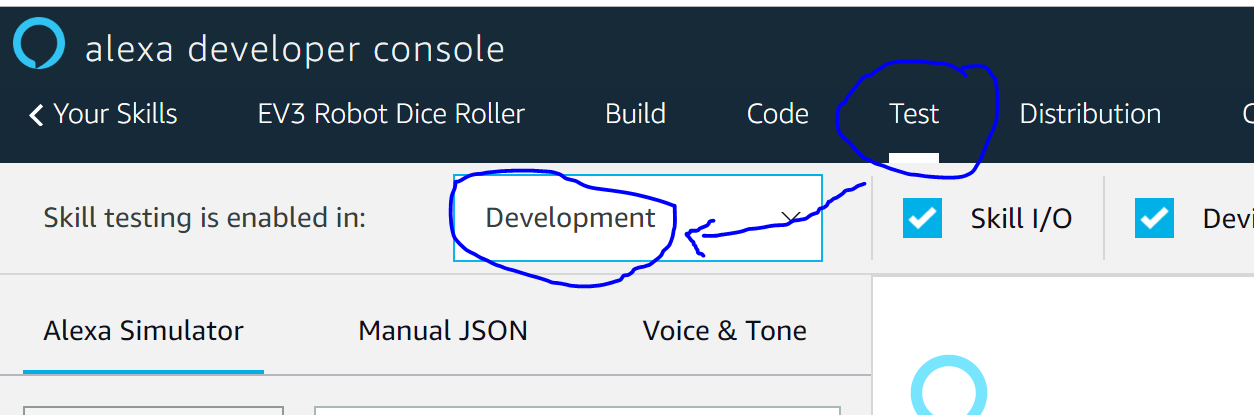 alexa developer console
Your Skills EV3 Robot Dice Roller Build Code Test Distribution
Skill testing is enabled in: Development Skill I/O Devi
Alexa Simulator Manual JSON Voice & Tone